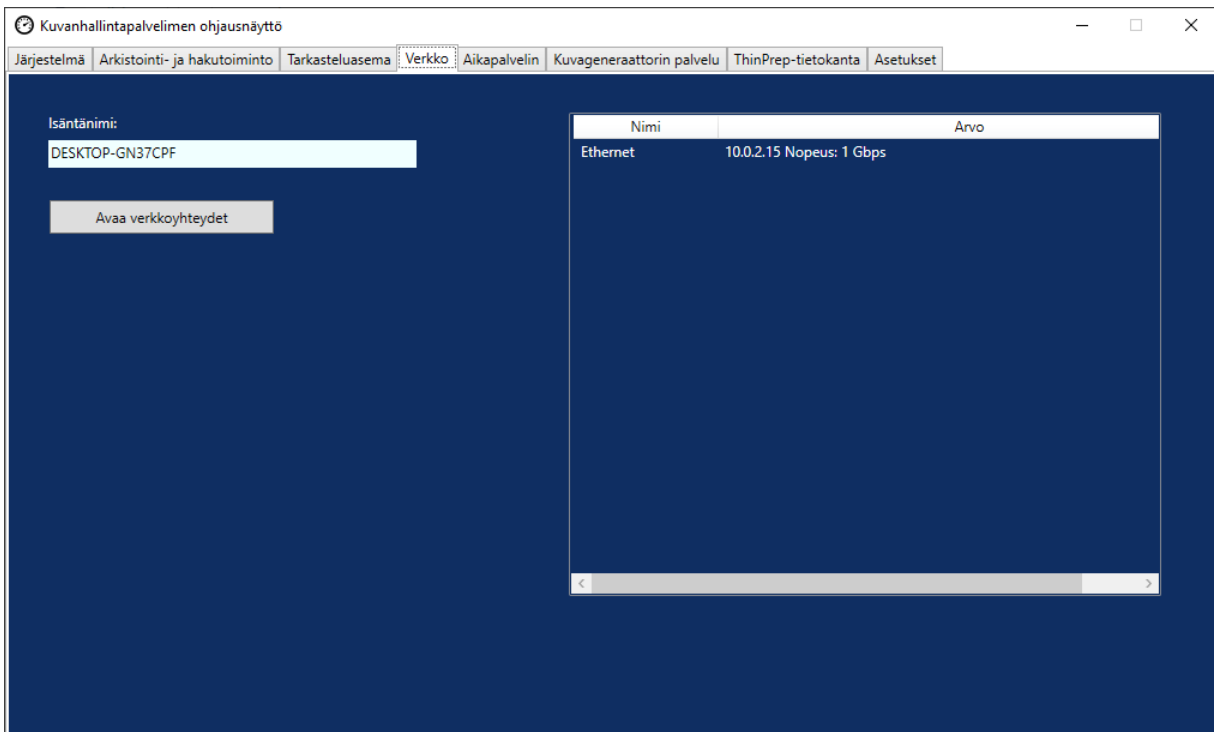 Kuvanhallintapalvelimen ohjausnäyttö
Järjestelmä Arkistointi- ja hakutoiminto Tarkasteluasema Verkko Aikapalvelin Kuvageneraattorin palvelu ThinPrep-tietokanta Asetukset
Isäntänimi:
DESKTOP-GN37CPF
Avaa verkkoyhteydet
Nimi Arvo
Ethernet 10.0.2.15 Nopeus: 1 Gbps